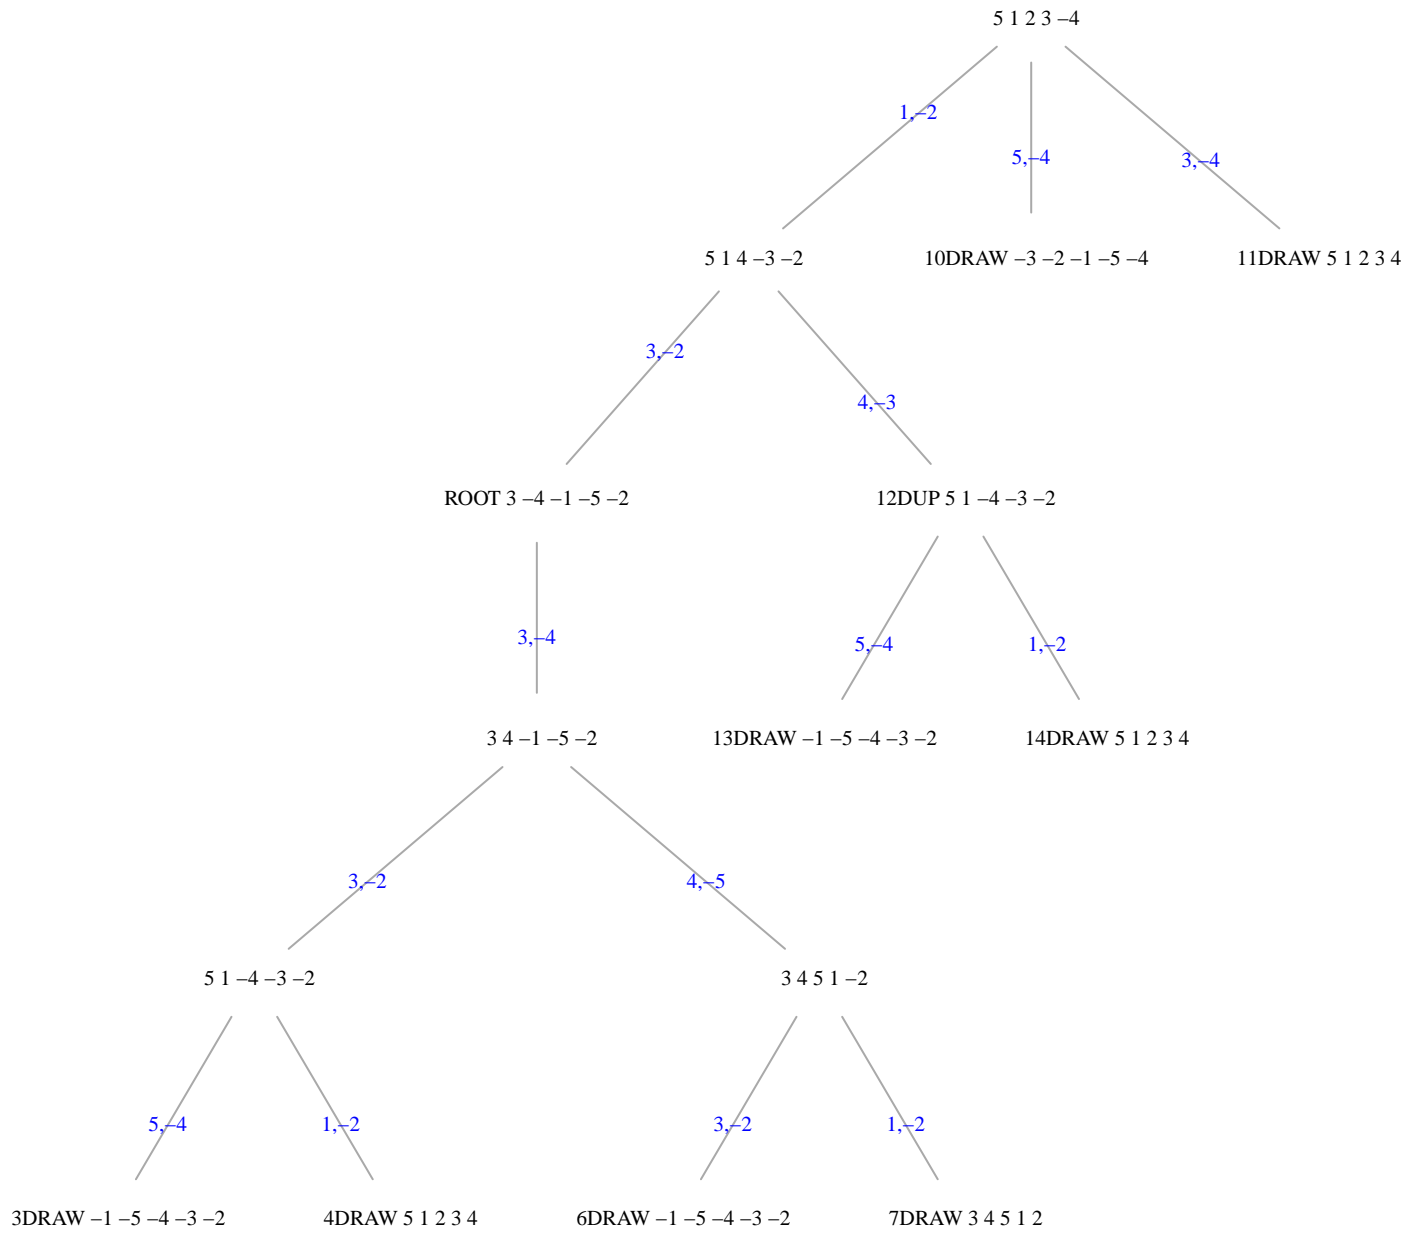 5 1 2 3 –4
1,–2
5,–4
3,–4
5 1 4 –3 –2
10DRAW –3 –2 –1 –5 –4
11DRAW 5 1 2 3 4
3,–2
4,–3
ROOT 3 –4 –1 –5 –2
12DUP 5 1 –4 –3 –2
3,–4
5,–4
1,–2
3 4 –1 –5 –2
13DRAW –1 –5 –4 –3 –2
14DRAW 5 1 2 3 4
3,–2
4,–5
5 1 –4 –3 –2
3 4 5 1 –2
5,–4
1,–2
3,–2
1,–2
3DRAW –1 –5 –4 –3 –2
4DRAW 5 1 2 3 4
6DRAW –1 –5 –4 –3 –2
7DRAW 3 4 5 1 2